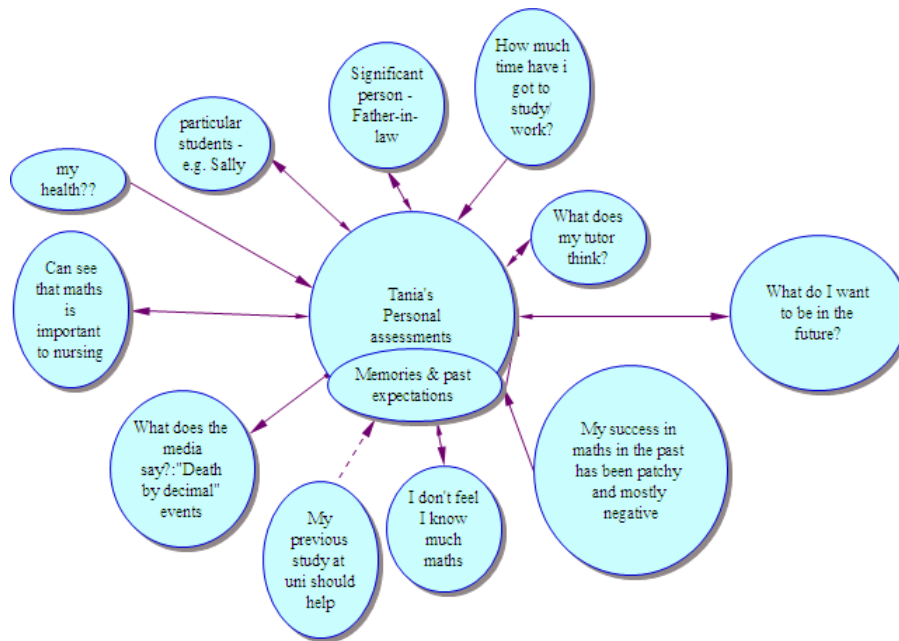 How much
time have i
got to
study/
work?
Significant
person -
Father-in-
law
particular
students -
e.g. Sally
my
health??
What does
my tutor
think?
Can see
that maths
is
important
to nursing
Tania's
Personal
assessments
What do I want
to be in the
future?
Memories & past
expectations
What does the
media
say?:"Death
by decimal"
events
My success in
maths in the past
has been patchy
and mostly
negative
My
previous
study at
uni should
help
I don't feel
I know
much
maths